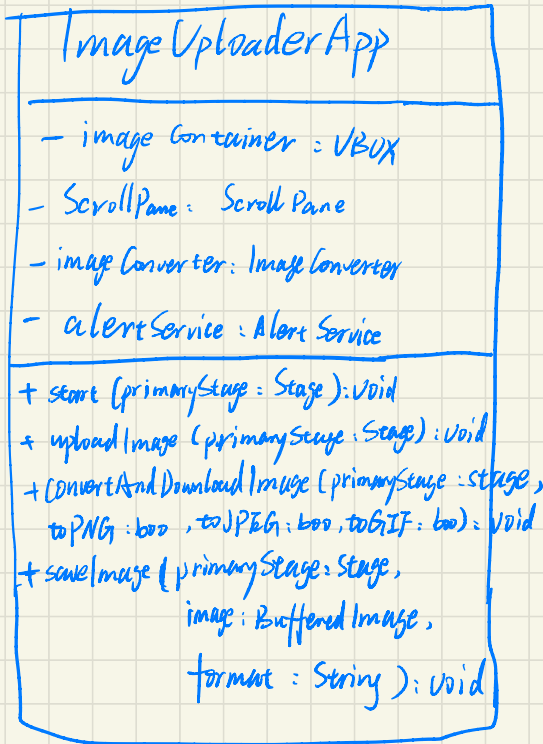 ImageUploaderApp
- imageContainer : VBOX
- ScrollPane : ScrollPane
- imageConverter : ImageConverter
- alertService : AlertService
+ start (primaryStage : Stage) : void
+ uploadImage (primaryStage : Stage) : void
+ ConvertAndDownloadImage (primaryStage : stage,
toPNG : boo , toJPEG : boo, toGIF : boo) : void
+ saveImage (primaryStage : Stage,
image : BufferedImage,
format : String) : void